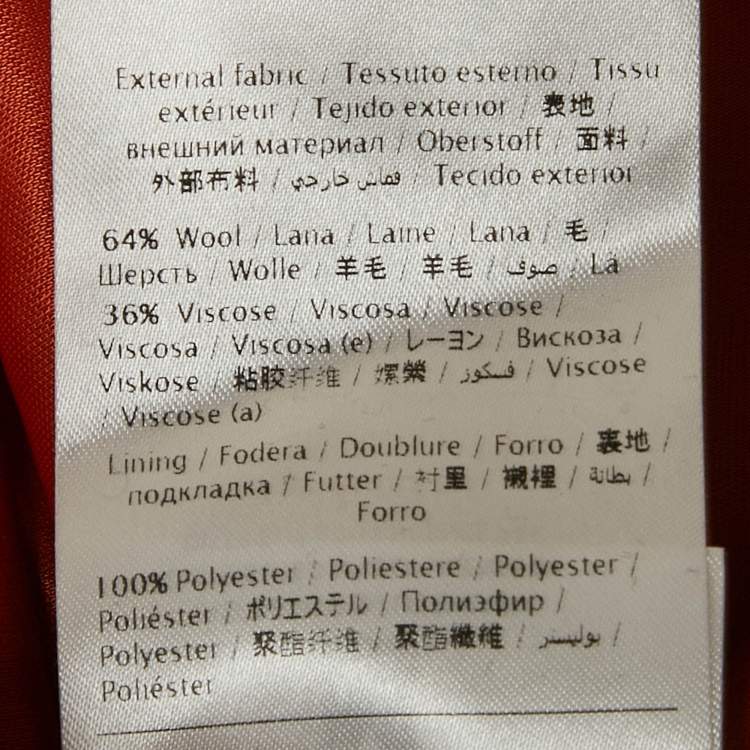 External fabric / Tessuto esterno / Tissu
extérieur / Tejido exterior / 表地 /
внешний материал / Oberstoff / 面料 /
外部布料 / قماش خارجي / Tecido exterior
64% Wool / Lana / Laine / Lana / 毛 /
Шерсть / Wolle / 羊毛 / 羊毛 / صوف / Lã
36% Viscose / Viscosa / Viscose /
Viscosa / Viscosa (e) / レーヨン / Вискоза /
Viskose / 粘胶纤维 / 嫘縈 / فسكوز / Viscose
/ Viscose (a)
Lining / Fodera / Doublure / Forro / 裏地 /
подкладка / Futter / 衬里 / 襯裡 / بطانة /
Forro
100% Polyester / Poliestere / Polyester /
Poliéster / ポリエステル / Полиэфир /
Polyester / 聚酯纤维 / 聚酯纖維 / بوليستر /
Poliéster